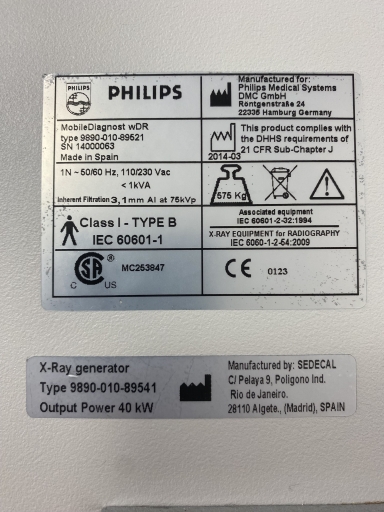 PHILIPS
PHILIPS
MobileDiagnost wDR
type 9890-010-89521
SN 14000063
Made in Spain
Manufactured for:
Philips Medical Systems
DMC GmbH
Röntgenstraße 24
22335 Hamburg Germany
2014-03
This product complies with
the DHHS requirements of
21 CFR Sub-Chapter J
1N ~ 50/60 Hz, 110/230 Vac
< 1kVA
Inherent Filtration 3,1mm Al at 75kVp
575 Kg
Class I - TYPE B
IEC 60601-1
Associated equipment
IEC 60601-2-32:1994
X-RAY EQUIPMENT for RADIOGRAPHY
IEC 6060-1-2-54:2009
SA
®
C US
MC253847
CE 0123
X-Ray generator
Type 9890-010-89541
Output Power 40 kW
Manufactured by: SEDECAL
C/ Pelaya 9, Poligono Ind.
Rio de Janeiro.
28110 Algete., (Madrid), SPAIN